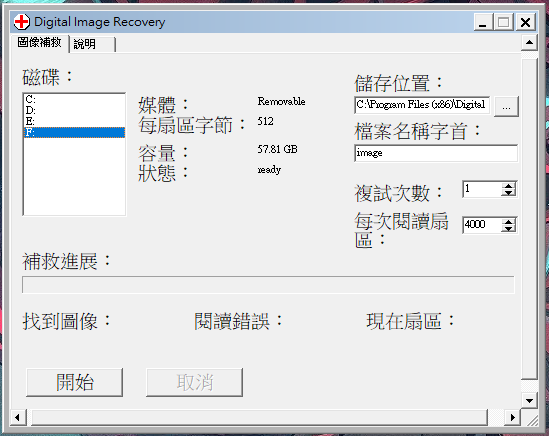 Digital Image Recovery
圖像補救 說明
磁碟：
C:
D:
E:
F:
媒體： Removable
每扇區字節： 512
容量： 57.81 GB
狀態： ready
儲存位置：
C:\Program Files (x86)\Digital ...
檔案名稱字首：
image
複試次數： 1
每次閱讀扇區： 4000
補救進展：
找到圖像： 閱讀錯誤： 現在扇區：
開始 取消